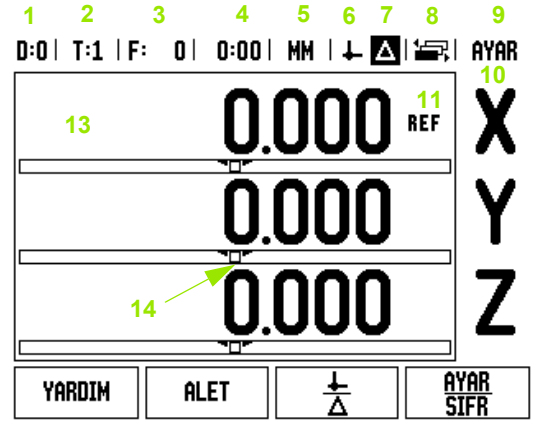 1 2 3 4 5 6 7 8 9
D:0 T:1 F: 0 0:00 MM Δ AYAR
10
13 0.000 11 REF X
0.000 Y
14 0.000 Z
YARDIM ALET Δ AYAR
SIFR